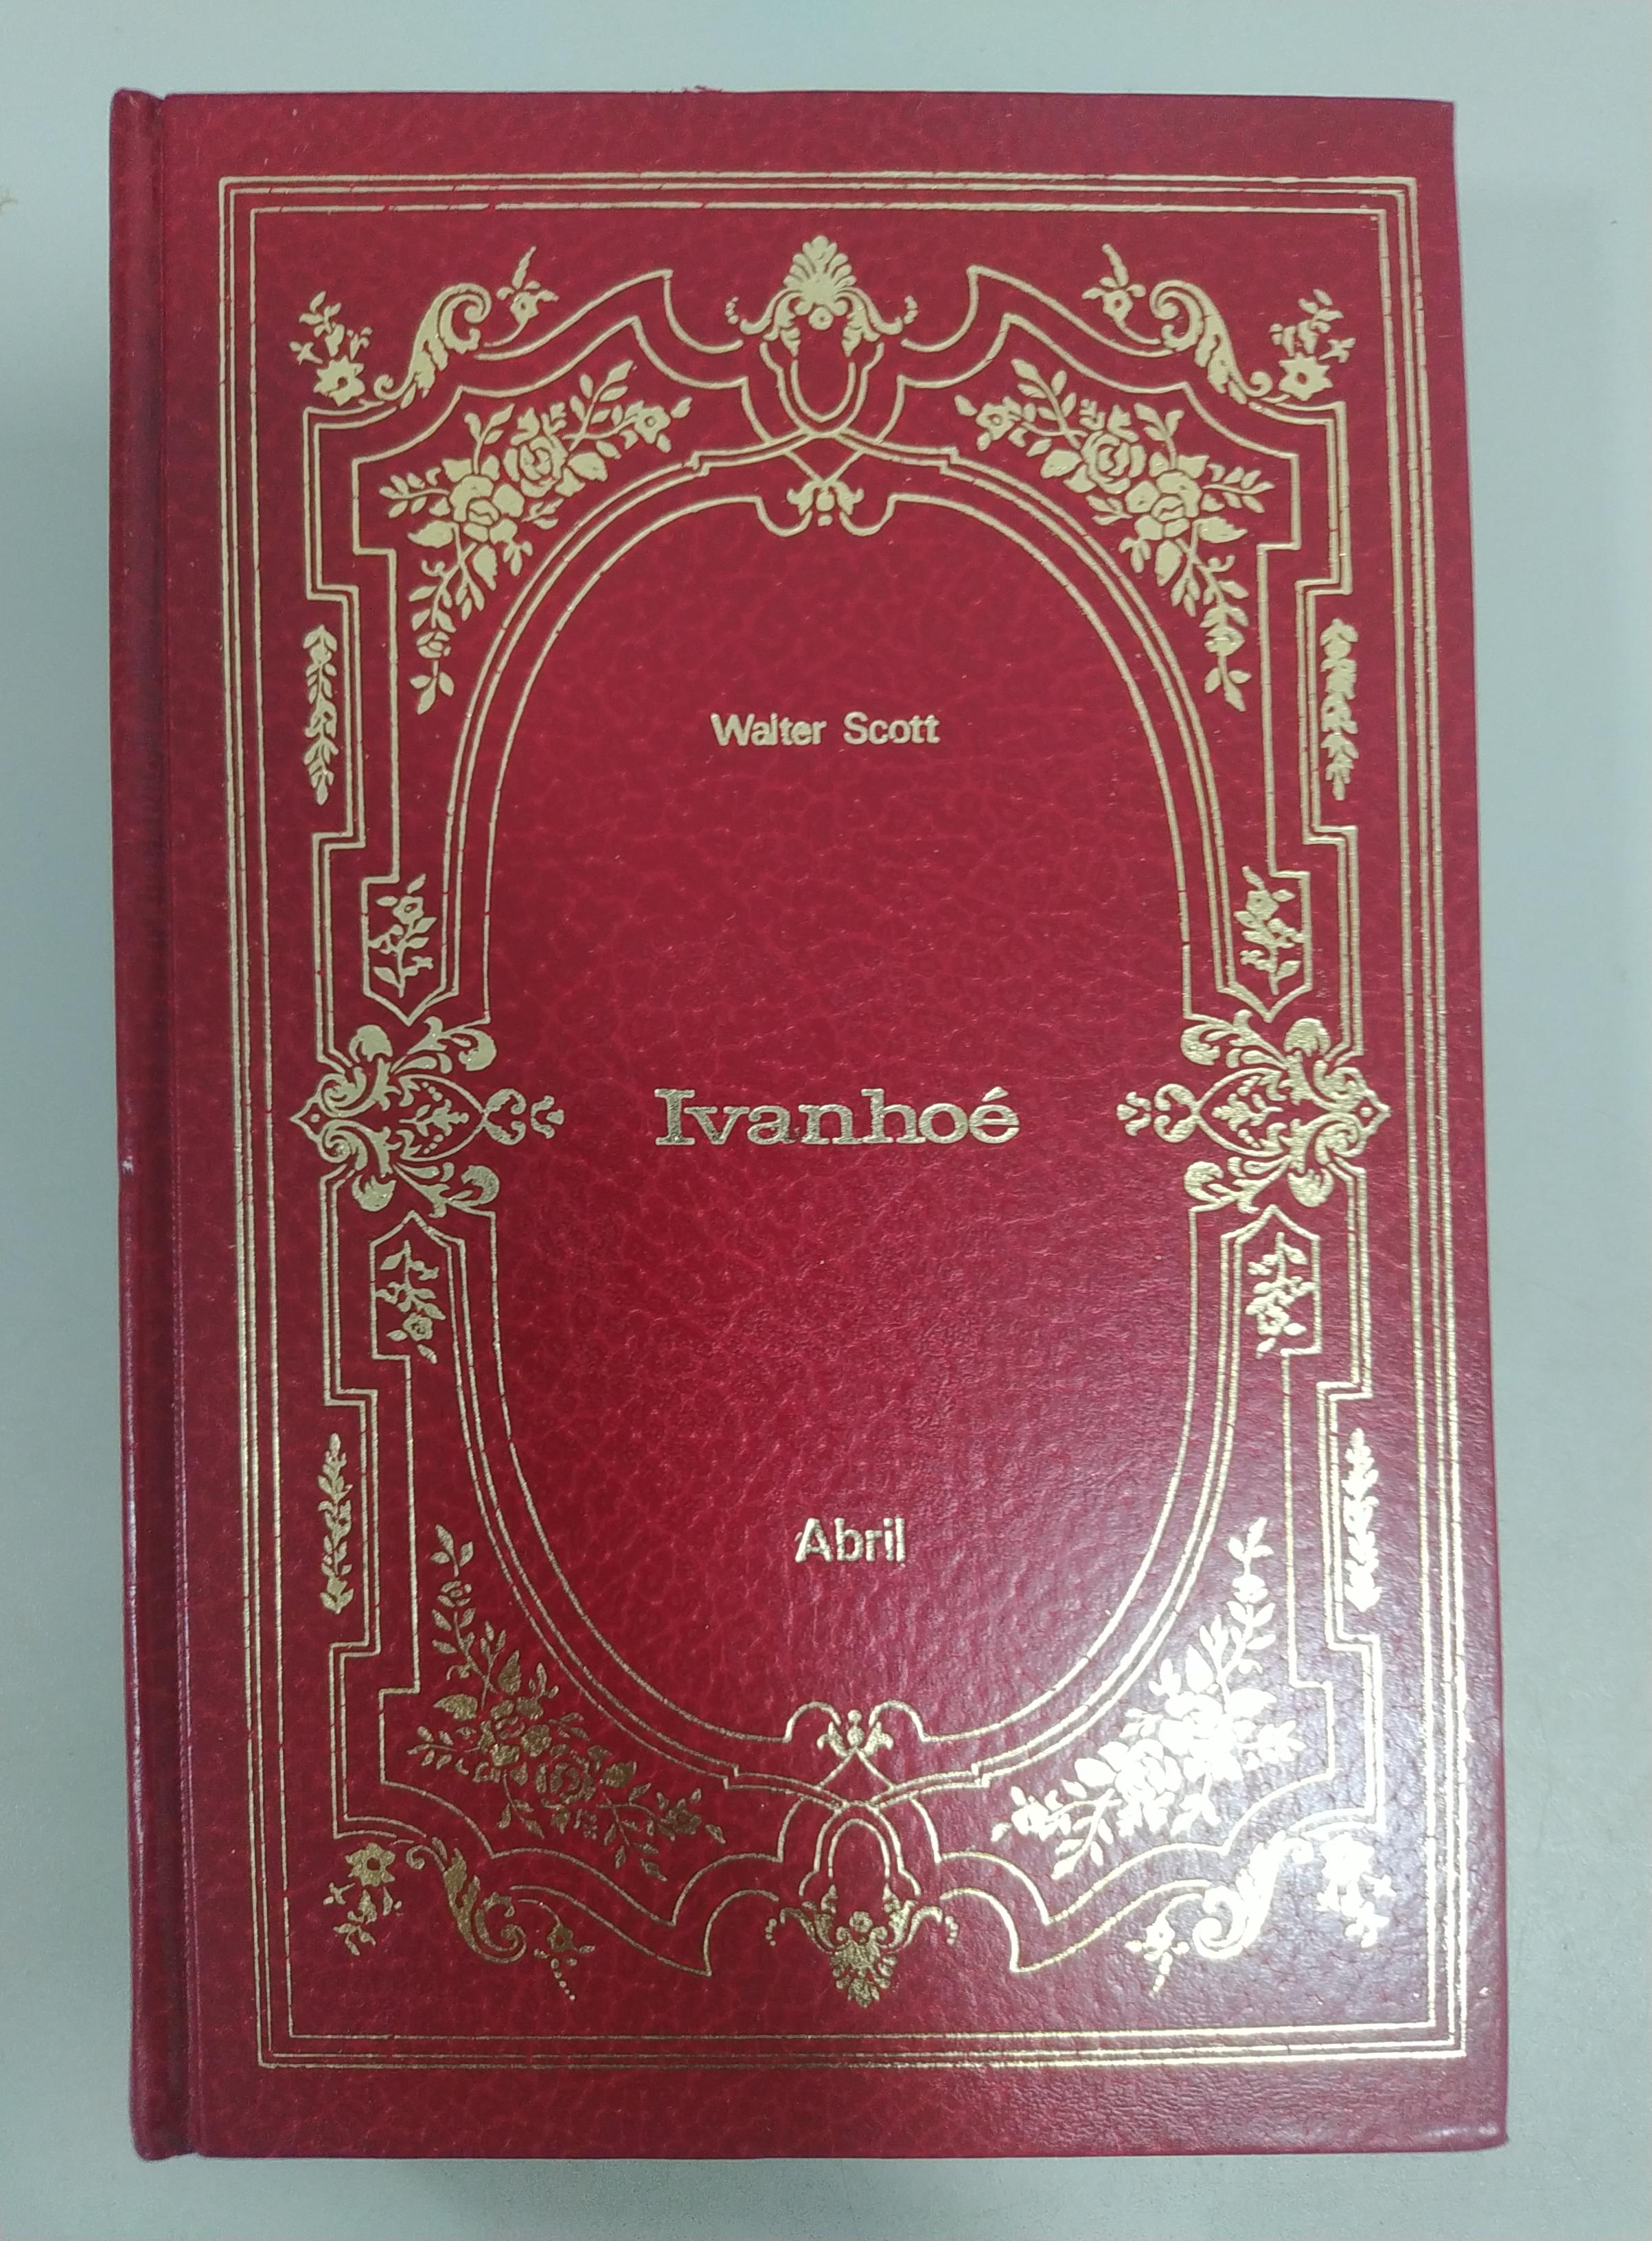 Walter Scott
Ivanhoé
Abril